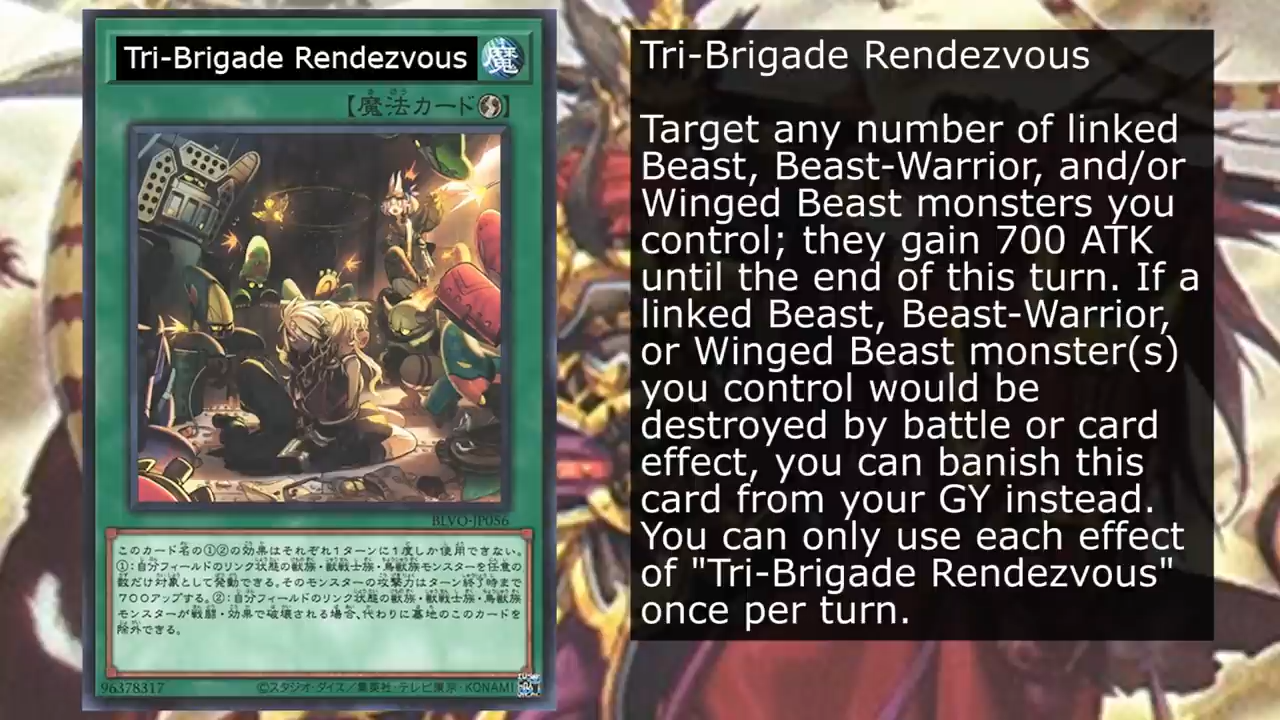 Tri-Brigade Rendezvous
魔
【魔法カード】
BLVO-JP056
このカード名の①②の効果はそれぞれ1ターンに1度しか使用できない。
①：自分フィールドのリンク状態の獣族・獣戦士族・鳥獣族モンスターを任意の
数だけ対象として発動できる。そのモンスターの攻撃力はターン終了時まで
700アップする。②：自分フィールドのリンク状態の獣族・獣戦士族・鳥獣族
モンスターが戦闘・効果で破壊される場合、代わりに墓地のこのカードを
除外できる。
96378317
©スタジオ・ダイス／集英社・テレビ東京・KONAMI
Tri-Brigade Rendezvous
Target any number of linked
Beast, Beast-Warrior, and/or
Winged Beast monsters you
control; they gain 700 ATK
until the end of this turn. If a
linked Beast, Beast-Warrior,
or Winged Beast monster(s)
you control would be
destroyed by battle or card
effect, you can banish this
card from your GY instead.
You can only use each effect
of "Tri-Brigade Rendezvous"
once per turn.